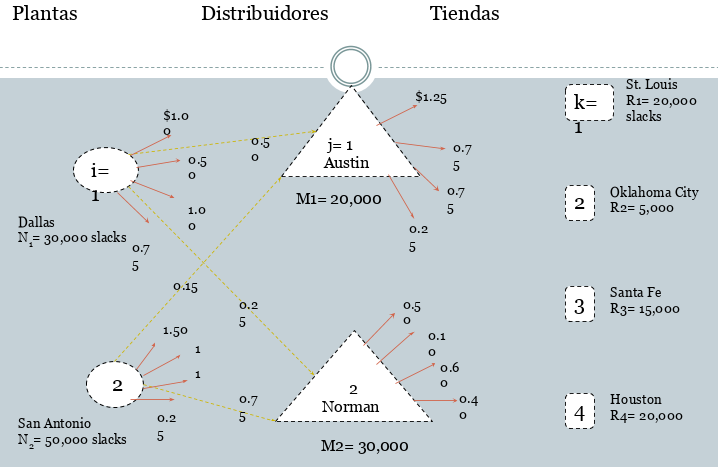 Plantas
Distribuidores
Tiendas
$1.0
0
0.5
0
1.0
0
0.7
5
i=
1
Dallas
N1= 30,000 slacks
0.5
0
0.15
0.2
5
0.7
5
1.50
1
1
0.2
5
2
San Antonio
N2= 50,000 slacks
j= 1
Austin
M1= 20,000
$1.25
0.7
5
0.7
5
0.2
5
2
Norman
M2= 30,000
0.5
0
0.1
0
0.6
0
0.4
0
k=
1
St. Louis
R1= 20,000
slacks
2
Oklahoma City
R2= 5,000
3
Santa Fe
R3= 15,000
4
Houston
R4= 20,000